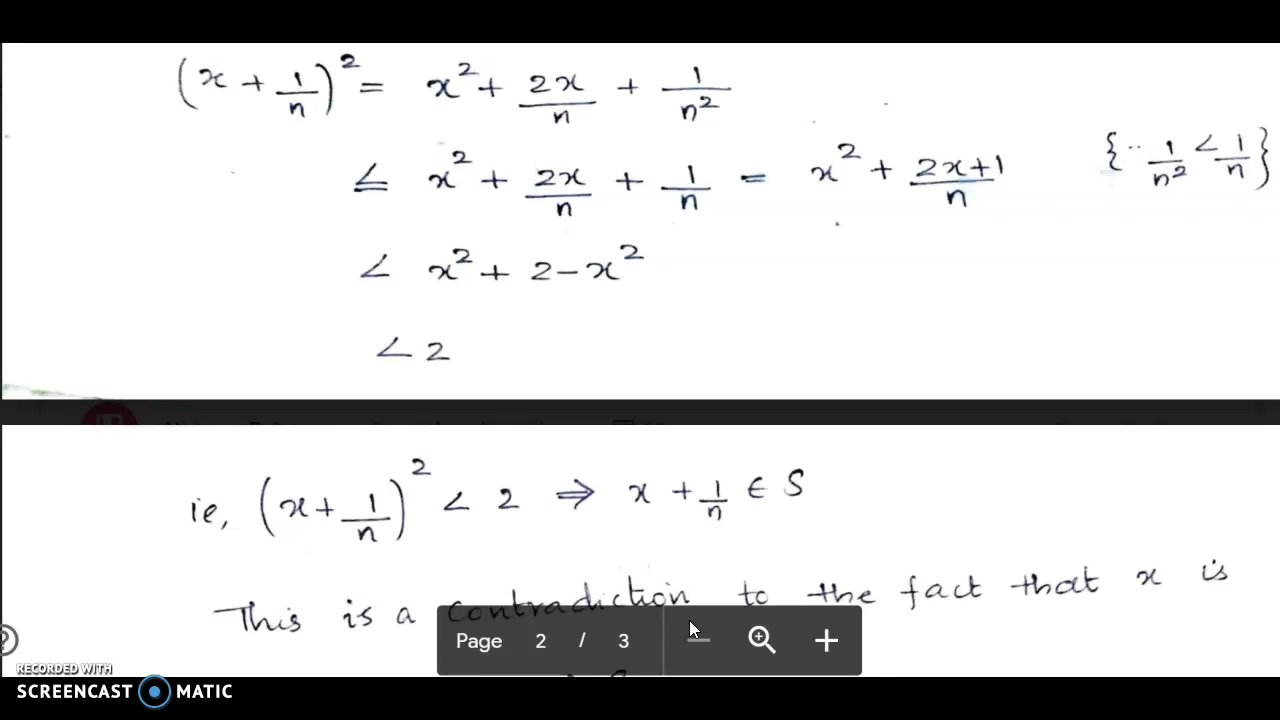 (x + 1/n)² = x² + 2x/n + 1/n²
≤ x² + 2x/n + 1/n = x² + (2x+1)/n {∵ 1/n² < 1/n}
< x² + 2 - x²
< 2
ie, (x + 1/n)² < 2 ⇒ x + 1/n ∈ S
This is a contradiction to the fact that x is
Page 2 / 3
RECORDED WITH
SCREENCAST MATIC